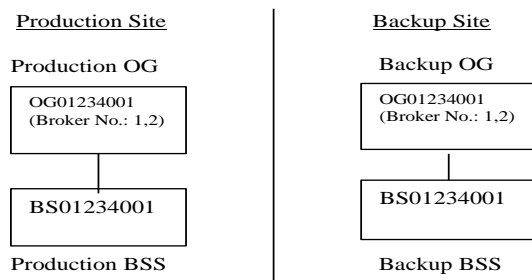 Production Site
Production OG
OG01234001
(Broker No.: 1,2)
BS01234001
Production BSS
Backup Site
Backup OG
OG01234001
(Broker No.: 1,2)
BS01234001
Backup BSS